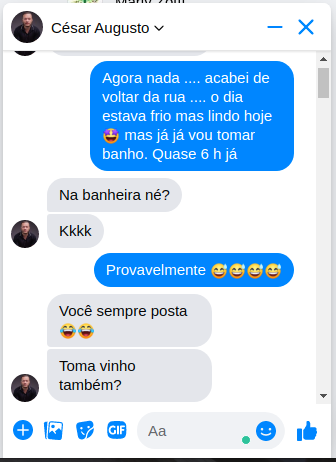 César Augusto
Agora nada .... acabei de
voltar da rua .... o dia
estava frio mas lindo hoje
🤩 mas já já vou tomar
banho. Quase 6 h já
Na banheira né?
Kkkk
Provavelmente 😅😅😅😅
Você sempre posta
😂😂
Toma vinho
também?
GIF
Aa